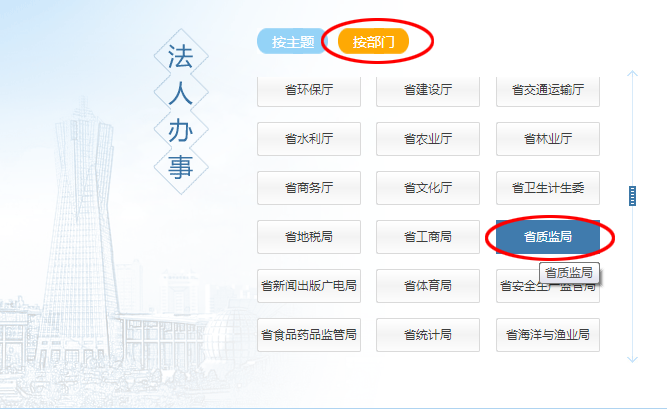 法人办事
按主题 按部门
省环保厅 省建设厅 省交通运输厅
省水利厅 省农业厅 省林业厅
省商务厅 省文化厅 省卫生计生委
省地税局 省工商局 省质监局
省质监局
省新闻出版广电局 省体育局 省安全生产监管局
省食品药品监管局 省统计局 省海洋与渔业局